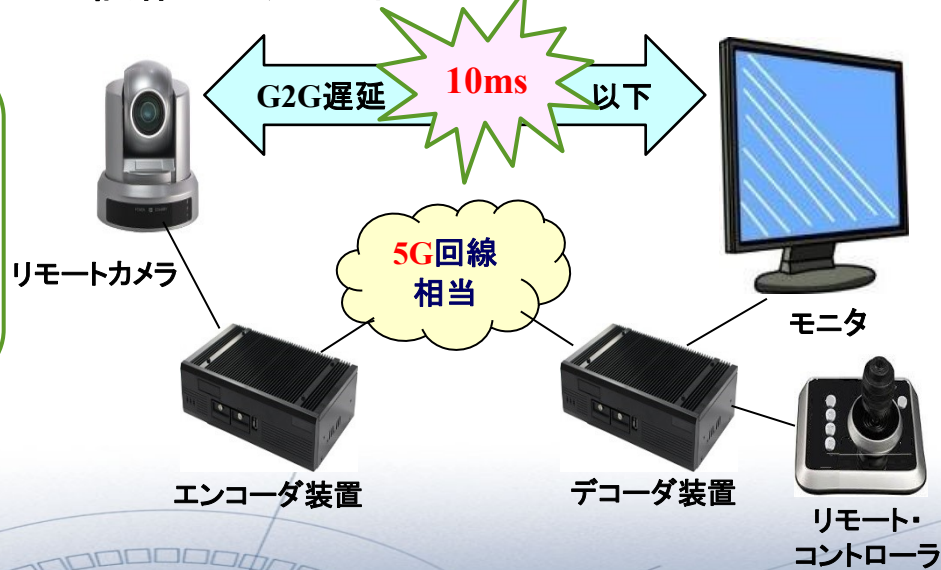 G2G遅延
10ms
以下
5G回線
相当
リモートカメラ
モニタ
エンコーダ装置
デコーダ装置
リモート・
コントローラ